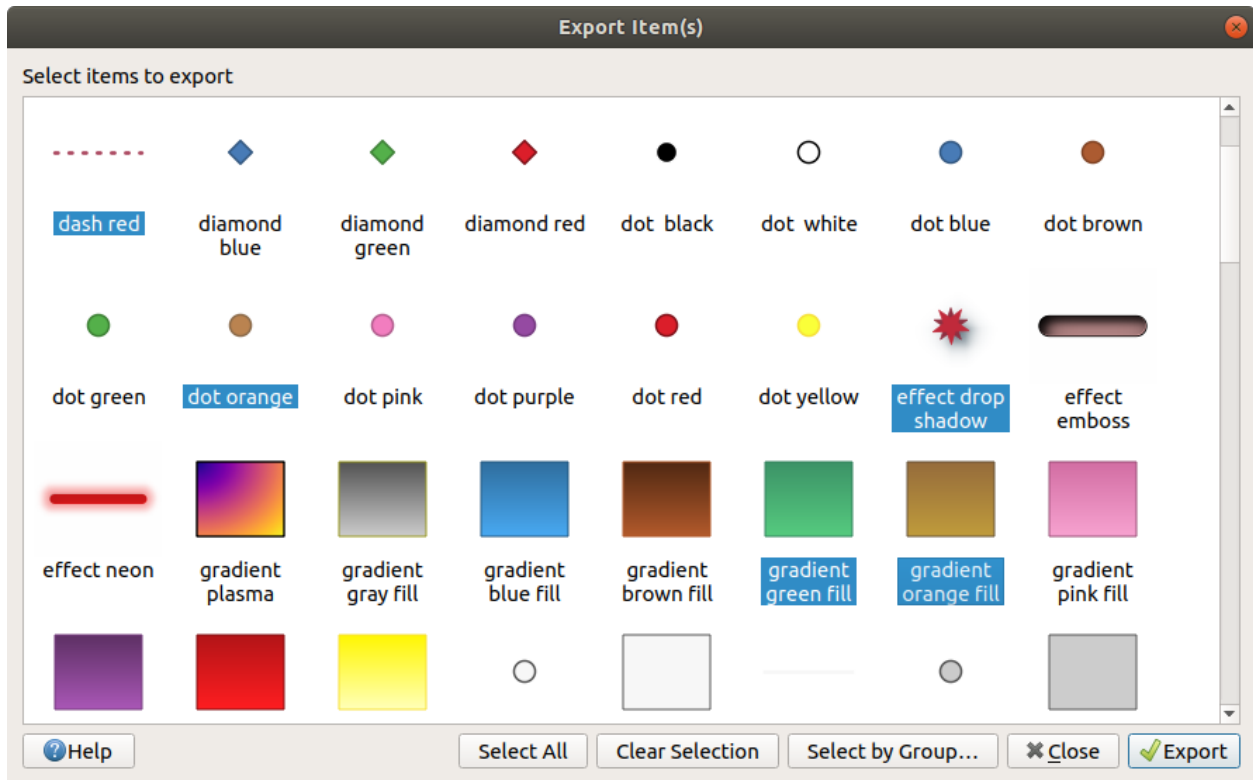 Export Item(s)
Select items to export
dash red
diamond
blue
diamond
green
diamond red
dot  black
dot  white
dot blue
dot brown
dot green
dot orange
dot pink
dot purple
dot red
dot yellow
effect drop
shadow
effect
emboss
effect neon
gradient
plasma
gradient
gray fill
gradient
blue fill
gradient
brown fill
gradient
green fill
gradient
orange fill
gradient
pink fill
Help
Select All
Clear Selection
Select by Group...
Close
Export